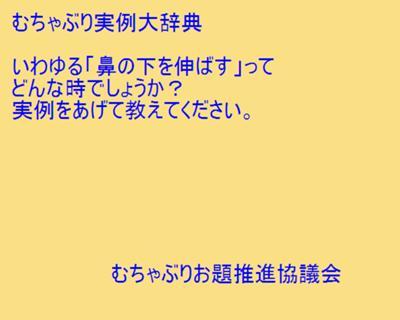 むちゃぶり実例大辞典
いわゆる「鼻の下を伸ばす」って
どんな時でしょうか？
実例をあげて教えてください。
むちゃぶりお題推進協議会